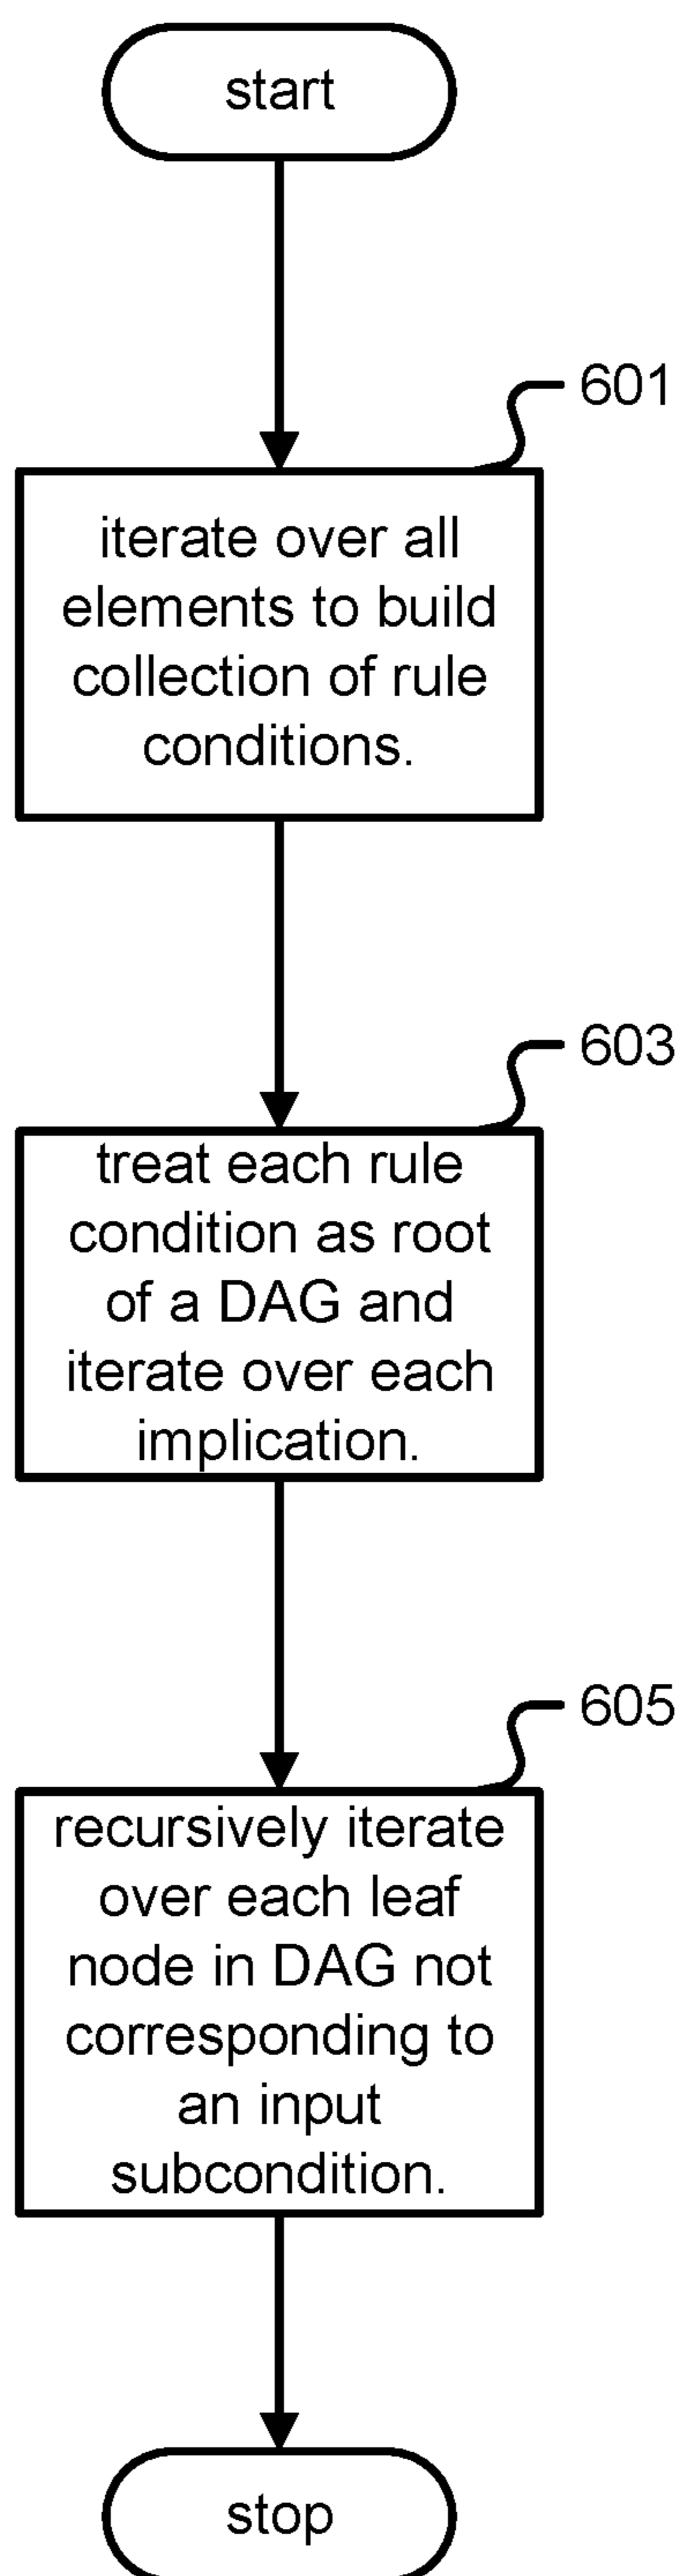 start
601
iterate over all
elements to build
collection of rule
conditions.
603
treat each rule
condition as root
of a DAG and
iterate over each
implication.
605
recursively iterate
over each leaf
node in DAG not
corresponding to
an input
subcondition.
stop